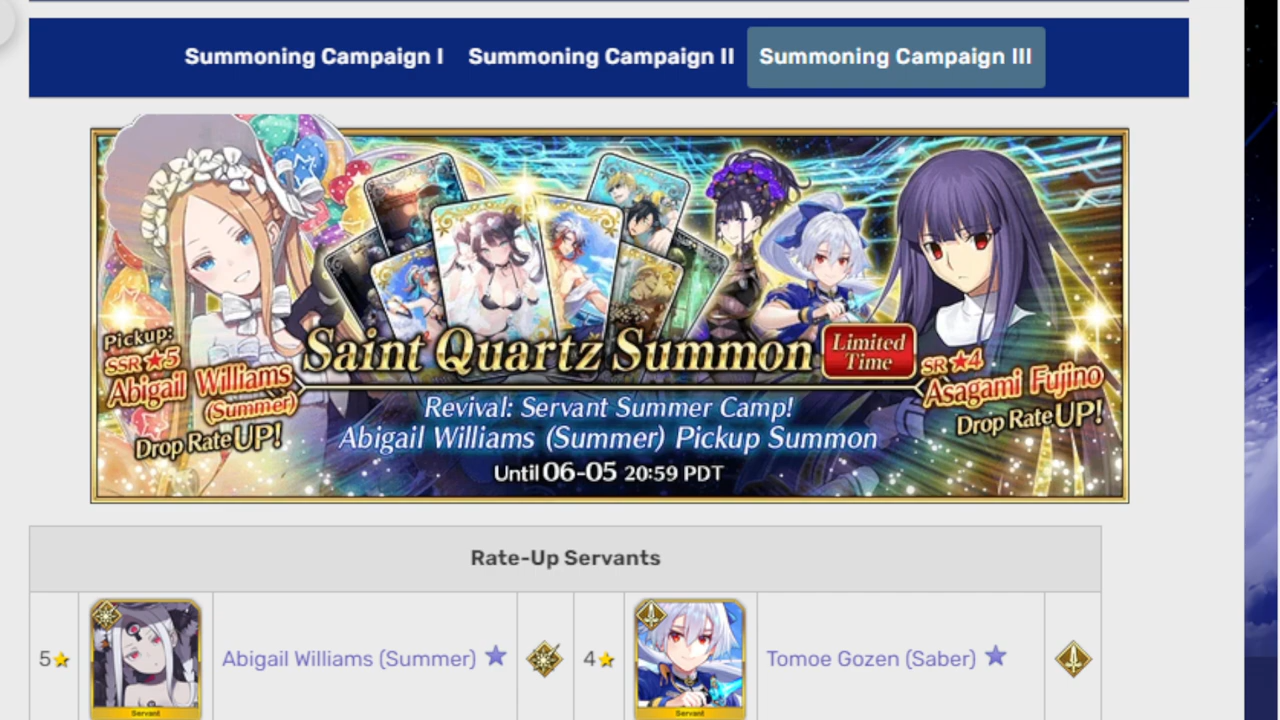 Summoning Campaign I Summoning Campaign II Summoning Campaign III
Pickup:
SSR ★5
Abigail Williams
(Summer)
Drop Rate UP!
Saint Quartz Summon
Limited
Time
SR ★4
Asagami Fujino
Drop Rate UP!
Revival: Servant Summer Camp!
Abigail Williams (Summer) Pickup Summon
Until 06-05 20:59 PDT
Rate-Up Servants
5★ Abigail Williams (Summer) ★ 4★ Tomoe Gozen (Saber) ★
Servant Servant